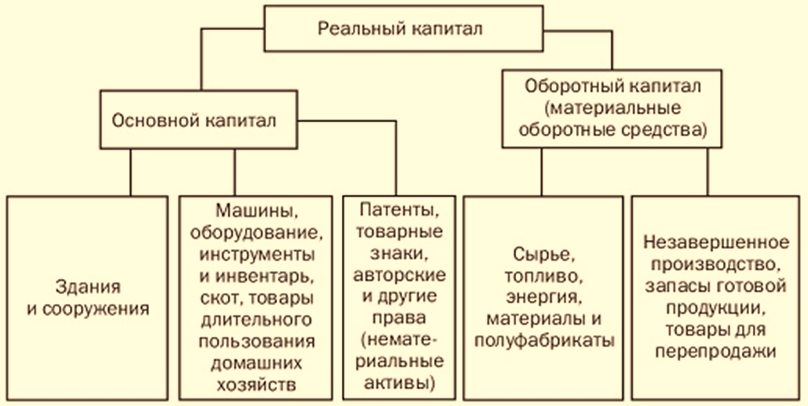 Реальный капитал
Основной капитал
Оборотный капитал
(материальные
оборотные средства)
Здания
и сооружения
Машины,
оборудование,
инструменты
и инвентарь,
скот, товары
длительного
пользования
домашних
хозяйств
Патенты,
товарные
знаки,
авторские
и другие
права
(немате-
риальные
активы)
Сырье,
топливо,
энергия,
материалы и
полуфабрикаты
Незавершенное
производство,
запасы готовой
продукции,
товары для
перепродажи